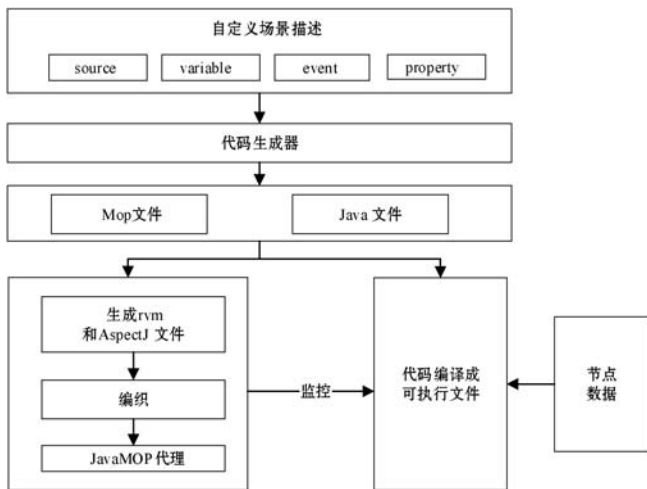 自定义场景描述
source variable event property
代码生成器
Mop文件 Java 文件
生成rvm
和AspectJ 文件
编织
JavaMOP 代理
监控
代码编译成
可执行文件
节点
数据